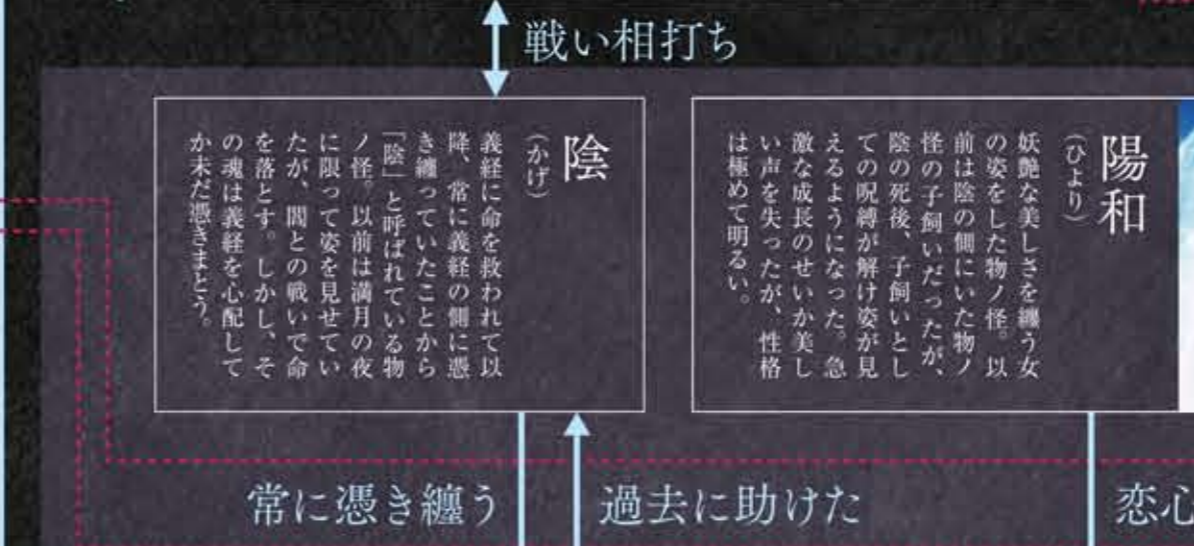 戦い相打ち
陽和
(ひより)
妖艶な美しさを纏う女
の姿をした物ノ怪。以
前は陰の側にいた物ノ
怪の子飼いだったが、
陰の死後、子飼いとし
ての呪縛が解け姿が見
えるようになった。急
激な成長のせいか美し
い声を失ったが、性格
は極めて明るい。
陰
(かげ)
義経に命を救われて以
降、常に義経の側に憑
き纏っていたことから
「陰」と呼ばれている物
ノ怪。以前は満月の夜
に限って姿を見せてい
たが、闇との戦いで命
を落とす。しかし、そ
の魂は義経を心配して
か未だ憑きまとう。
常に憑き纏う
過去に助けた
恋心